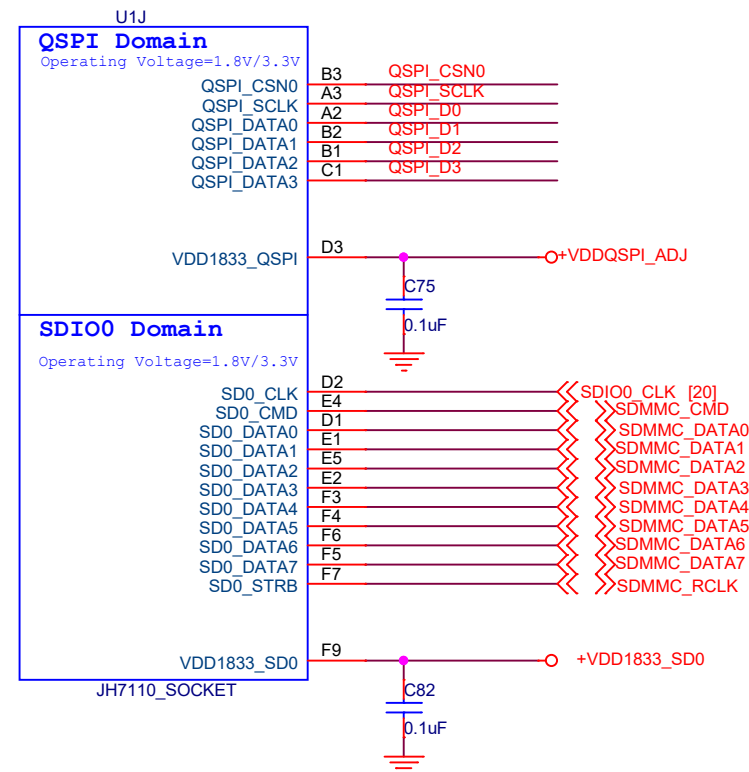 U1J
QSPI Domain
Operating Voltage=1.8V/3.3V
QSPI_CSN0 B3 QSPI_CSN0
QSPI_SCLK A3 QSPI_SCLK
QSPI_DATA0 A2 QSPI_D0
QSPI_DATA1 B2 QSPI_D1
QSPI_DATA2 B1 QSPI_D2
QSPI_DATA3 C1 QSPI_D3
VDD1833_QSPI D3 +VDDQSPI_ADJ
C75
0.1uF
SDIO0 Domain
Operating Voltage=1.8V/3.3V
SD0_CLK D2 SDIO0_CLK [20]
SD0_CMD E4 SDMMC_CMD
SD0_DATA0 D1 SDMMC_DATA0
SD0_DATA1 E1 SDMMC_DATA1
SD0_DATA2 E5 SDMMC_DATA2
SD0_DATA3 E2 SDMMC_DATA3
SD0_DATA4 F3 SDMMC_DATA4
SD0_DATA5 F4 SDMMC_DATA5
SD0_DATA6 F6 SDMMC_DATA6
SD0_DATA7 F5 SDMMC_DATA7
SD0_STRB F7 SDMMC_RCLK
VDD1833_SD0 F9 +VDD1833_SD0
JH7110_SOCKET
C82
0.1uF